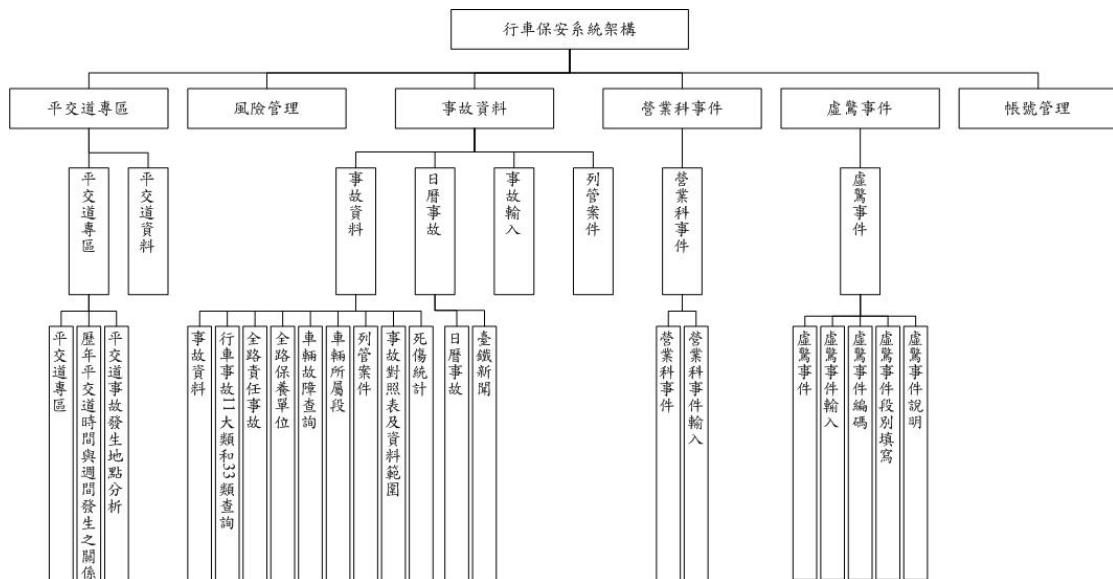 行車保安系統架構
平交道專區
風險管理
事故資料
營業科事件
虛驚事件
帳號管理
平交道專區
平交道資料
事故資料
日曆事故
事故輸入
列管案件
營業科事件
虛驚事件
平交道專區
歷年平交道時間與週間發生之關係
平交道事故發生地點分析
事故資料
行車事故11大類和33類查詢
全路責任事故
全路保養單位
車輛故障查詢
車輛所屬段
列管案件
事故對照表及資料範圍
死傷統計
日曆事故
臺鐵新聞
營業科事件
營業科事件輸入
虛驚事件
虛驚事件輸入
虛驚事件編碼
虛驚事件段別填寫
虛驚事件說明